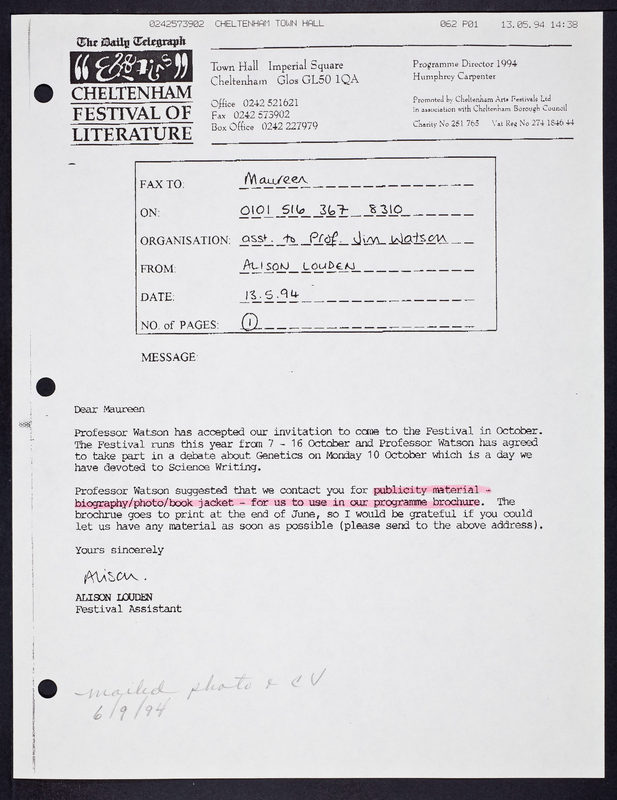 0242573902 CHELTENHAM TOWN HALL 062 P01 13.05.94 14:38
The Daily Telegraph
CHELTENHAM
FESTIVAL OF
LITERATURE
Town Hall Imperial Square
Cheltenham Glos GL50 1QA
Office 0242 521621
Fax 0242 573902
Box Office 0242 227979
Programme Director 1994
Humphrey Carpenter
Promoted by Cheltenham Arts Festivals Ltd
in association with Cheltenham Borough Council
Charity No 251 765 Vat Reg No 274 1846 44
FAX TO: Maureen
ON: 0101 516 367 8310
ORGANISATION: asst. to Prof. Jim Watson
FROM: ALISON LOUDEN
DATE: 13.5.94
NO. of PAGES: 1
MESSAGE:
Dear Maureen
Professor Watson has accepted our invitation to come to the Festival in October.
The Festival runs this year from 7 - 16 October and Professor Watson has agreed
to take part in a debate about Genetics on Monday 10 October which is a day we
have devoted to Science Writing.
Professor Watson suggested that we contact you for publicity material -
biography/photo/book jacket - for us to use in our programme brochure. The
brochrue goes to print at the end of June, so I would be grateful if you could
let us have any material as soon as possible (please send to the above address).
Yours sincerely
Alison.
ALISON LOUDEN
Festival Assistant
mailed photo & CV
6/9/94